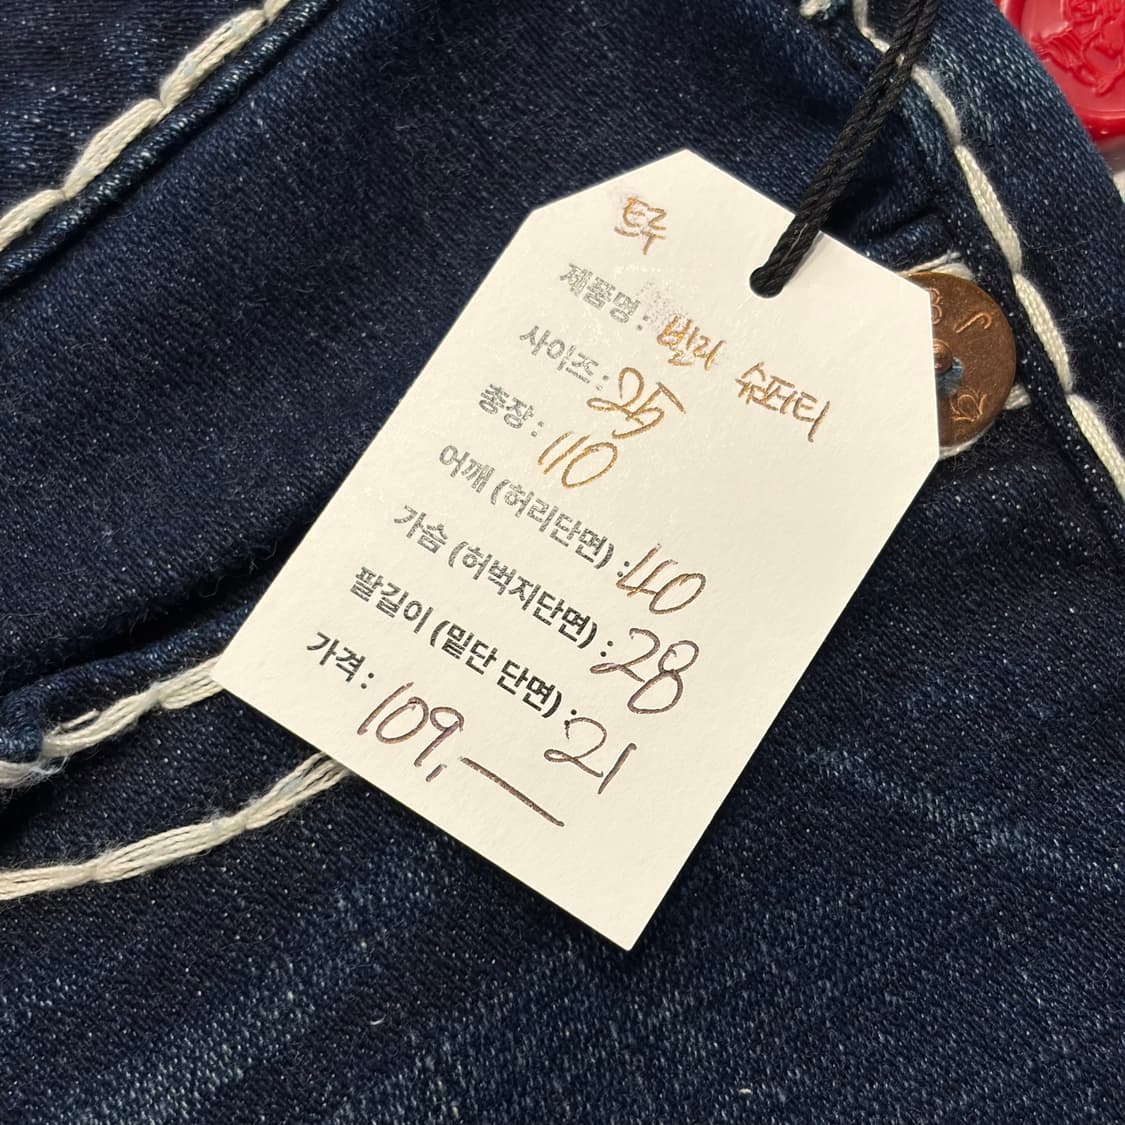 트루
제품명 : 빌리 슈퍼티
사이즈 : 25
총장 : 110
어깨 (허리단면) : 40
가슴 (허벅지단면) : 28
팔길이 (밑단 단면) : 21
가격 : 109,—